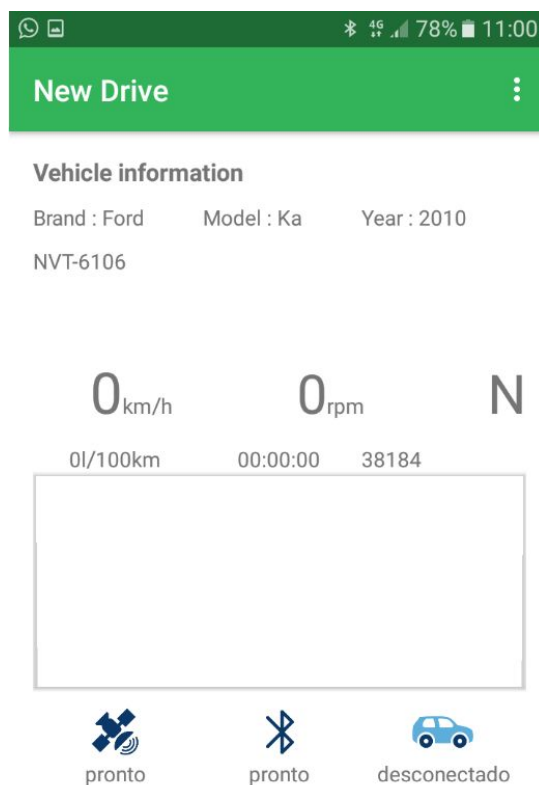 4G 78% 11:00
New Drive
Vehicle information
Brand : Ford Model : Ka Year : 2010
NVT-6106
0km/h 0rpm N
0l/100km 00:00:00 38184
pronto pronto desconectado